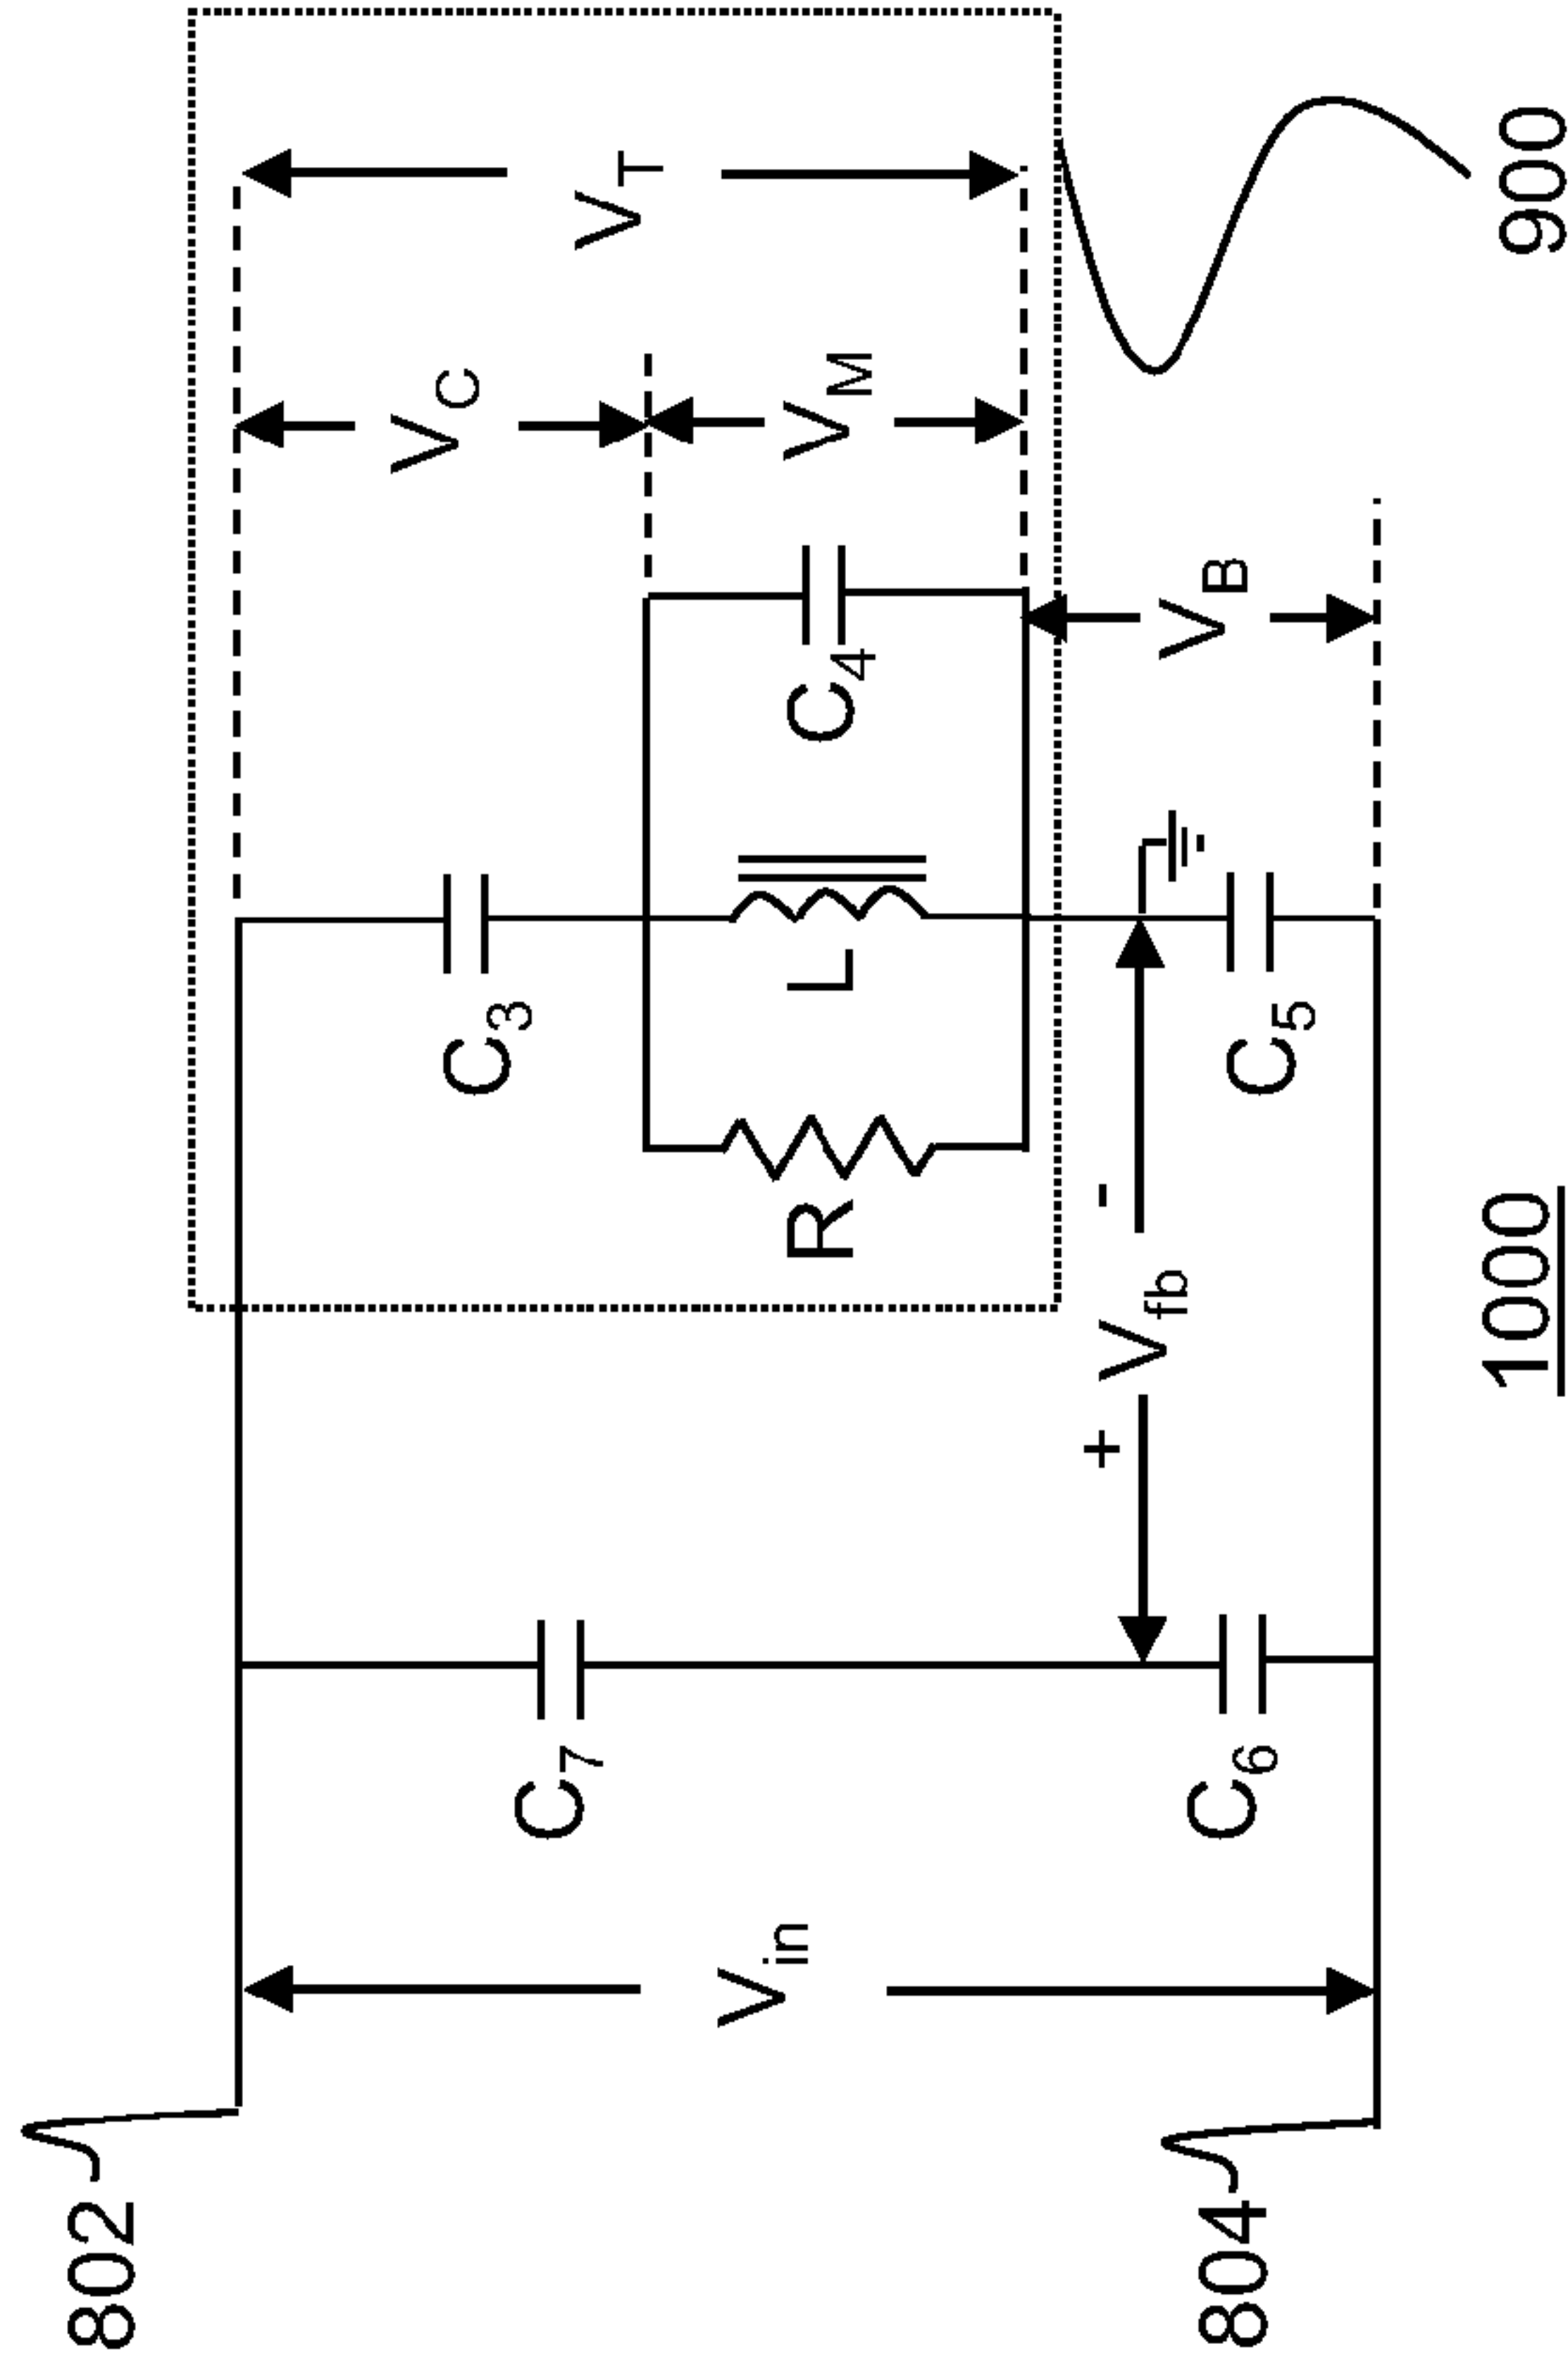 802
804
V_in
C_7
C_6
+ V_fb -
R
L
C_3
C_4
C_5
V_C
V_M
V_T
V_B
900
1000